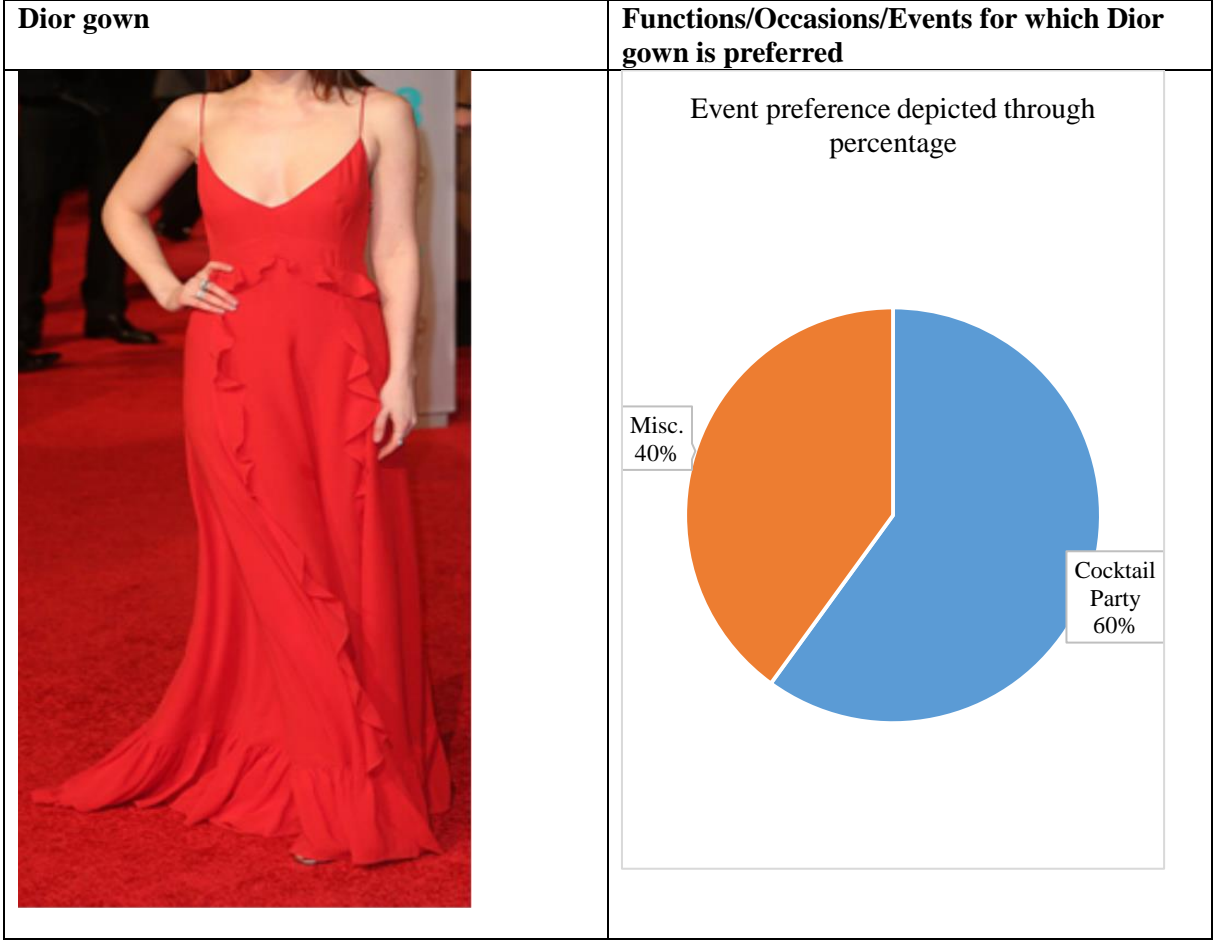 Dior gown
Functions/Occasions/Events for which Dior
gown is preferred
Event preference depicted through
percentage
Misc.
40%
Cocktail
Party
60%